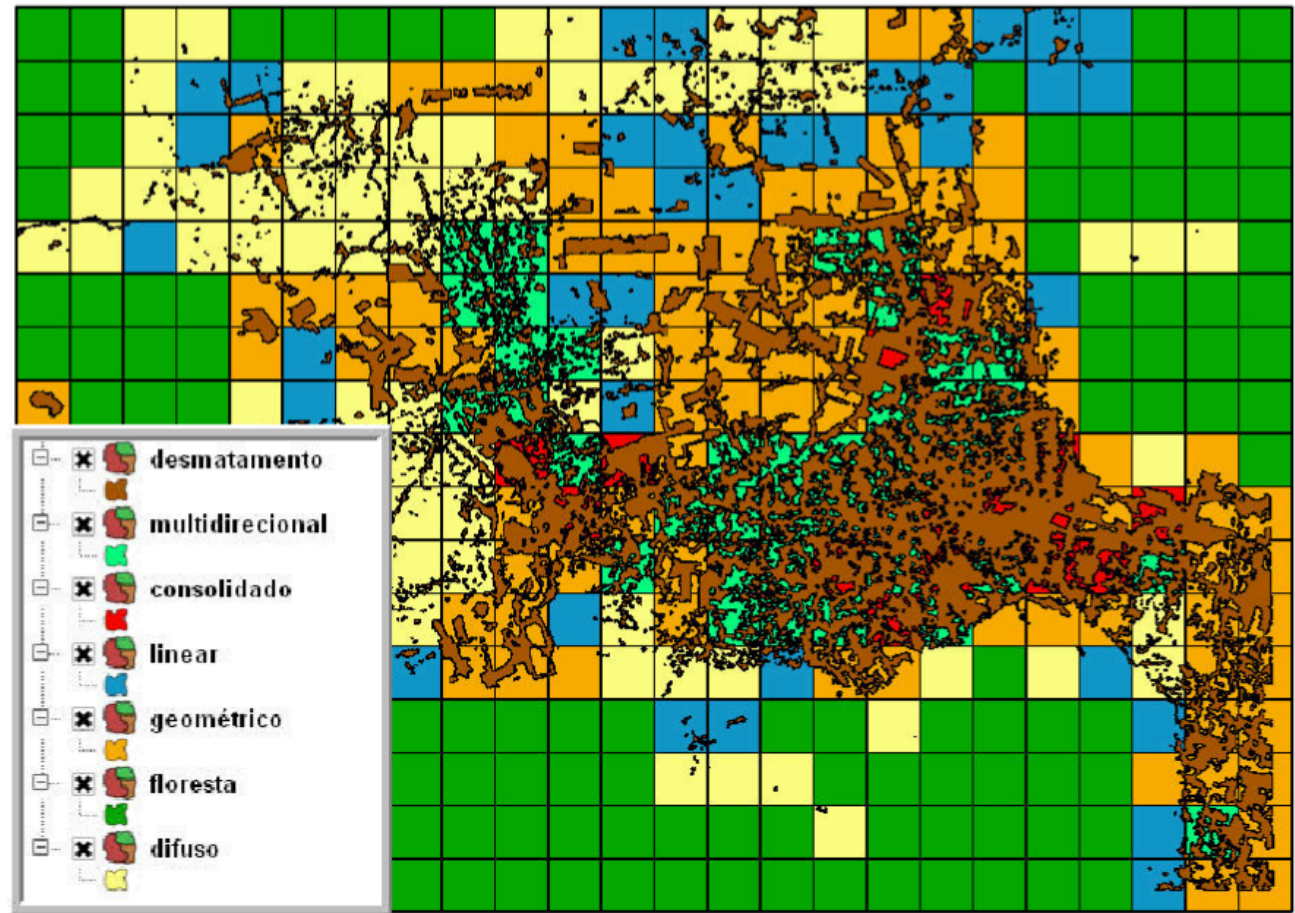 desmatamento
multidirecional
consolidado
linear
geométrico
floresta
difuso